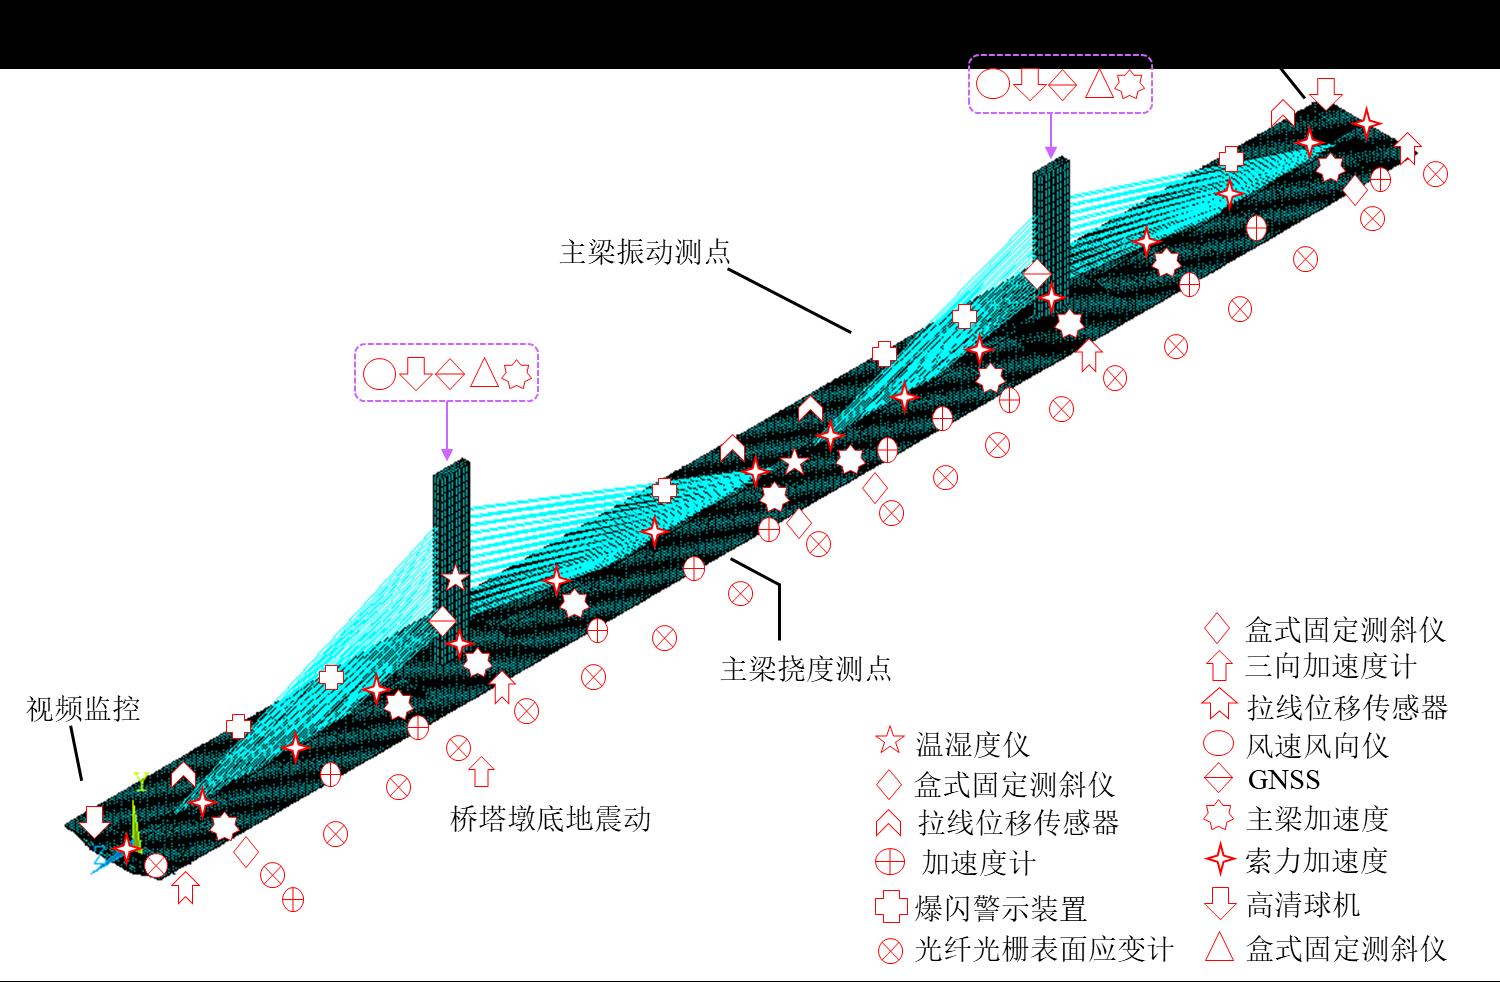 主梁振动测点
视频监控
主梁挠度测点
桥塔墩底地震动
Y
Z
温湿度仪
盒式固定测斜仪
拉线位移传感器
加速度计
爆闪警示装置
光纤光栅表面应变计
盒式固定测斜仪
三向加速度计
拉线位移传感器
风速风向仪
GNSS
主梁加速度
索力加速度
高清球机
盒式固定测斜仪